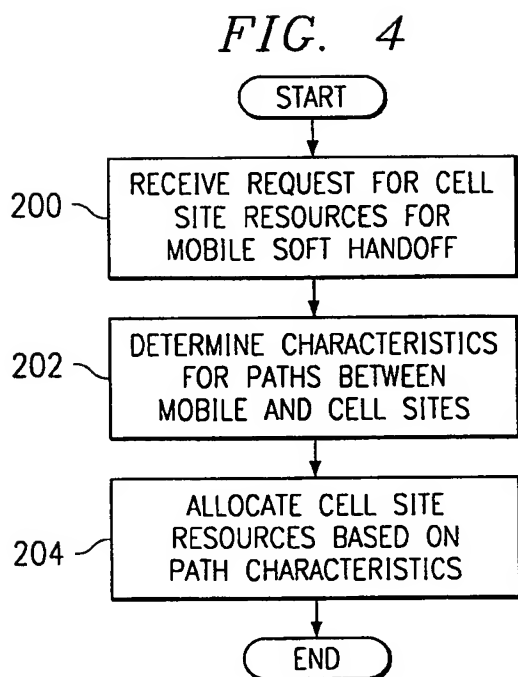 FIG. 4
START
200
RECEIVE REQUEST FOR CELL
SITE RESOURCES FOR
MOBILE SOFT HANDOFF
202
DETERMINE CHARACTERISTICS
FOR PATHS BETWEEN
MOBILE AND CELL SITES
204
ALLOCATE CELL SITE
RESOURCES BASED ON
PATH CHARACTERISTICS
END